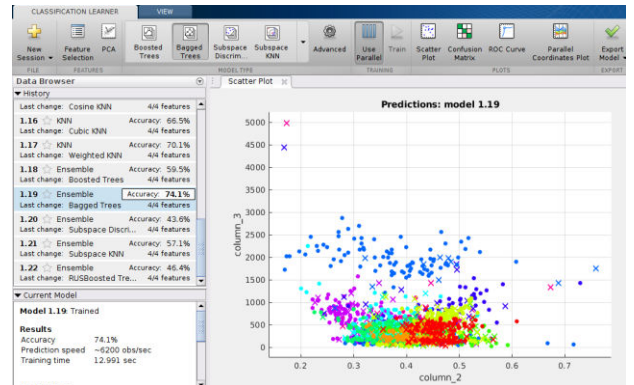 CLASSIFICATION LEARNER VIEW
New Session Feature Selection PCA Boosted Trees Bagged Trees Subspace Discrim... Subspace KNN Advanced Use Parallel Train Scatter Plot Confusion Matrix ROC Curve Parallel Coordinates Plot Export Model
FILE FEATURES MODEL TYPE TRAINING PLOTS EXPORT
Data Browser
History
Last change: Cosine KNN 4/4 features
1.16 KNN Accuracy: 66.5%
Last change: Cubic KNN 4/4 features
1.17 KNN Accuracy: 70.1%
Last change: Weighted KNN 4/4 features
1.18 Ensemble Accuracy: 59.5%
Last change: Boosted Trees 4/4 features
1.19 Ensemble Accuracy: 74.1%
Last change: Bagged Trees 4/4 features
1.20 Ensemble Accuracy: 43.6%
Last change: Subspace Discri... 4/4 features
1.21 Ensemble Accuracy: 57.1%
Last change: Subspace KNN 4/4 features
1.22 Ensemble Accuracy: 46.4%
Last change: RUSBoosted Tre... 4/4 features
Current Model
Model 1.19: Trained
Results
Accuracy 74.1%
Prediction speed ~6200 obs/sec
Training time 12.991 sec
Scatter Plot
Predictions: model 1.19
5000
4500
4000
3500
3000
2500
2000
1500
1000
500
0
column_3
0.2 0.3 0.4 0.5 0.6 0.7
column_2